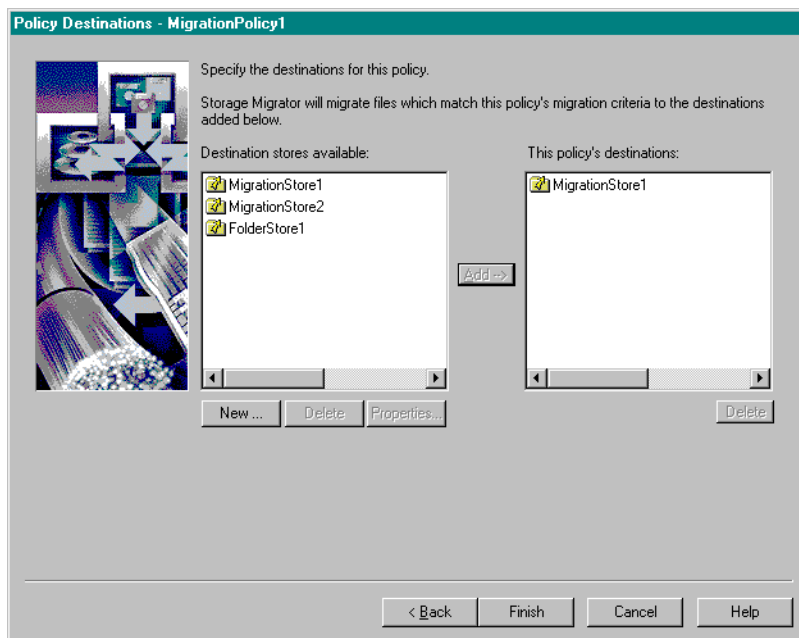 Policy Destinations - MigrationPolicy1
Specify the destinations for this policy.
Storage Migrator will migrate files which match this policy's migration criteria to the destinations
added below.
Destination stores available:
This policy's destinations:
MigrationStore1
MigrationStore2
FolderStore1
MigrationStore1
Add -->
New ...
Delete
Properties...
Delete
< Back
Finish
Cancel
Help